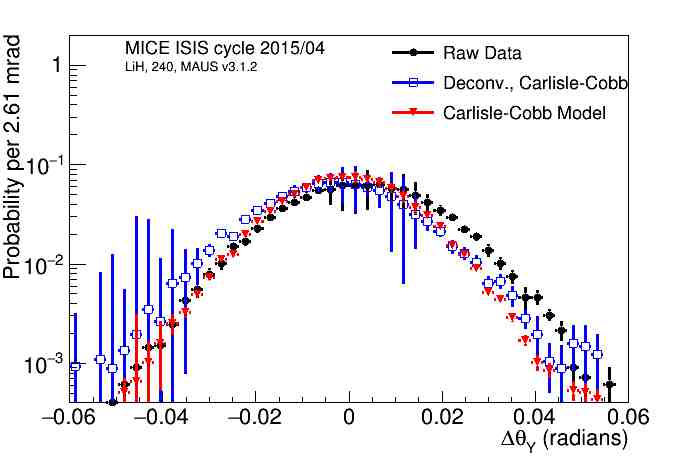 MICE ISIS cycle 2015/04
LiH, 240, MAUS v3.1.2
Raw Data
Deconv., Carlisle-Cobb
Carlisle-Cobb Model
Probability per 2.61 mrad
1
10⁻¹
10⁻²
10⁻³
−0.06 −0.04 −0.02 0 0.02 0.04 0.06
Δθ_Y (radians)